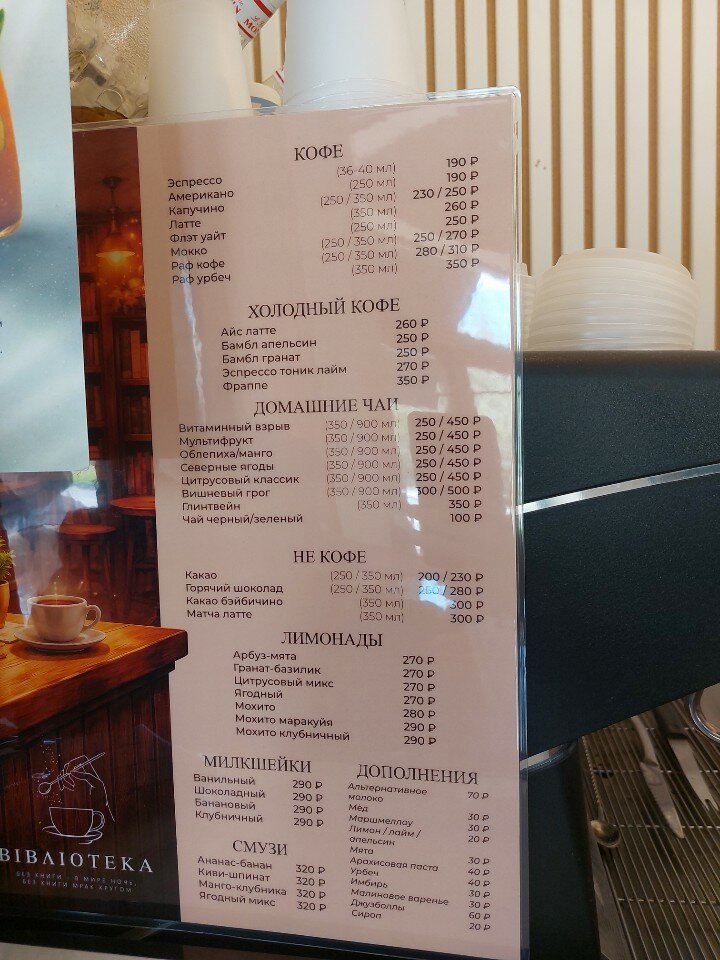 КОФЕ
Эспрессо (36-40 мл) 190 ₽
Американо (250 мл) 190 ₽
Капучино (250 / 350 мл) 230 / 250 ₽
Латте (350 мл) 260 ₽
Флэт уайт (250 мл) 250 ₽
Мокко (250 / 350 мл) 250 / 270 ₽
Раф кофе (250 / 350 мл) 280 / 310 ₽
Раф урбеч (350 мл) 350 ₽
ХОЛОДНЫЙ КОФЕ
Айс латте 260 ₽
Бамбл апельсин 250 ₽
Бамбл гранат 250 ₽
Эспрессо тоник лайм 270 ₽
Фраппе 350 ₽
ДОМАШНИЕ ЧАИ
Витаминный взрыв (350 / 900 мл) 250 / 450 ₽
Мультифрукт (350 / 900 мл) 250 / 450 ₽
Облепиха/манго (350 / 900 мл) 250 / 450 ₽
Северные ягоды (350 / 900 мл) 250 / 450 ₽
Цитрусовый классик (350 / 900 мл) 250 / 450 ₽
Вишневый грог (350 / 900 мл) 300 / 500 ₽
Глинтвейн (350 мл) 350 ₽
Чай черный/зеленый 100 ₽
НЕ КОФЕ
Какао (250 / 350 мл) 200 / 230 ₽
Горячий шоколад (250 / 350 мл) 250 / 280 ₽
Какао бэйбичино (350 мл) 300 ₽
Матча латте (350 мл) 300 ₽
ЛИМОНАДЫ
Арбуз-мята 270 ₽
Гранат-базилик 270 ₽
Цитрусовый микс 270 ₽
Ягодный 270 ₽
Мохито 280 ₽
Мохито маракуйя 290 ₽
Мохито клубничный 290 ₽
МИЛКШЕЙКИ
Ванильный 290 ₽
Шоколадный 290 ₽
Банановый 290 ₽
Клубничный 290 ₽
СМУЗИ
Ананас-банан 320 ₽
Киви-шпинат 320 ₽
Манго-клубника 320 ₽
Ягодный микс 320 ₽
ДОПОЛНЕНИЯ
Альтернативное 70 ₽
молоко
Мёд 30 ₽
Маршмеллоу 30 ₽
Лимон / лайм / 20 ₽
апельсин
Мята 30 ₽
Арахисовая паста 40 ₽
Урбеч 40 ₽
Имбирь 30 ₽
Малиновое варенье 30 ₽
Джузболлы 60 ₽
Сироп 20 ₽
BIBΛIOTEKA
БЕЗ КНИГИ - В МИРЕ НОЧЬ,
БЕЗ КНИГИ МРАК КРУГОМ